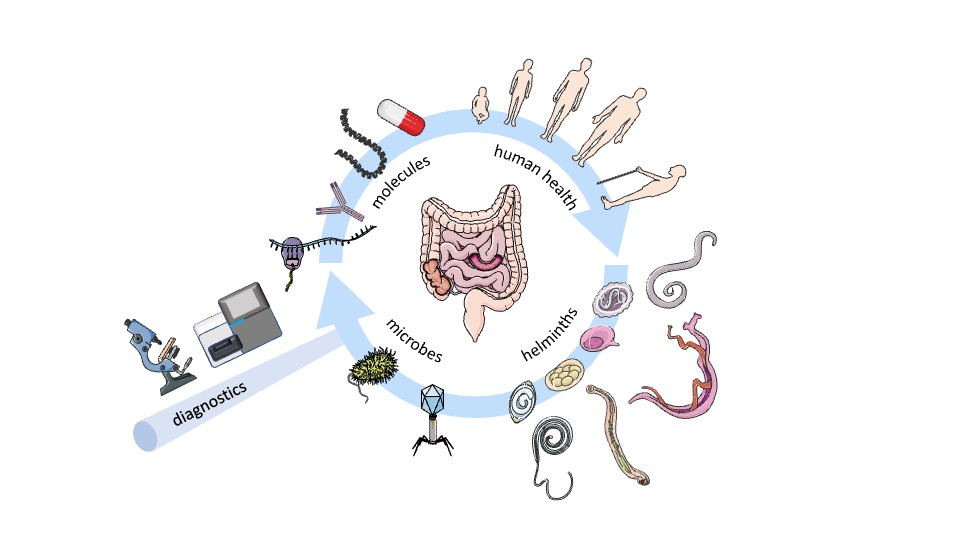 molecules
human health
microbes
helminths
diagnostics